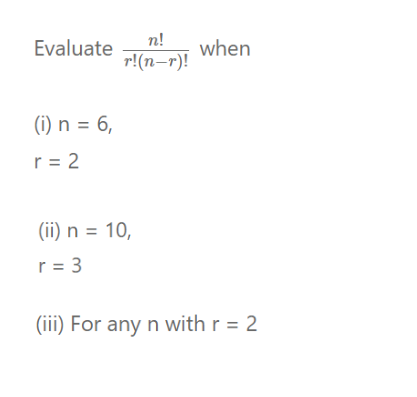 Evaluate n!/(r!(n−r)!) when
(i) n = 6,
r = 2
(ii) n = 10,
r = 3
(iii) For any n with r = 2